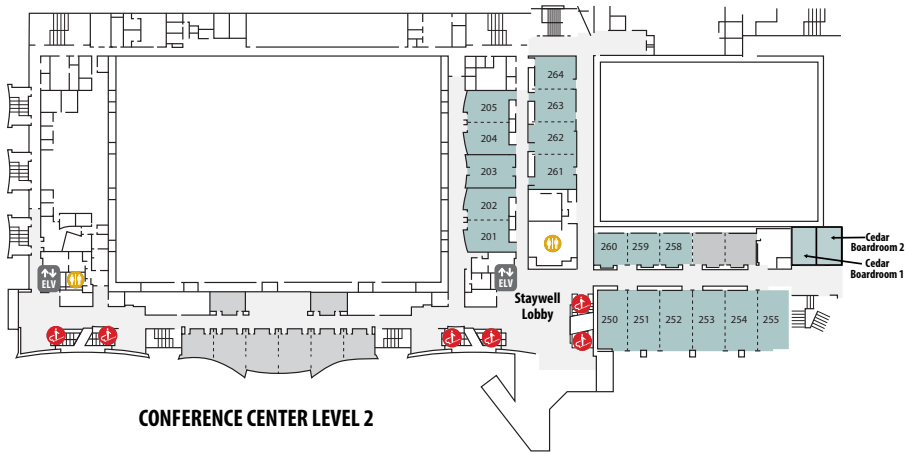 264
205
263
204
262
203
261
202
201
260
259
258
Cedar
Boardroom 2
Cedar
Boardroom 1
ELV
ELV
Staywell
Lobby
250
251
252
253
254
255
CONFERENCE CENTER LEVEL 2